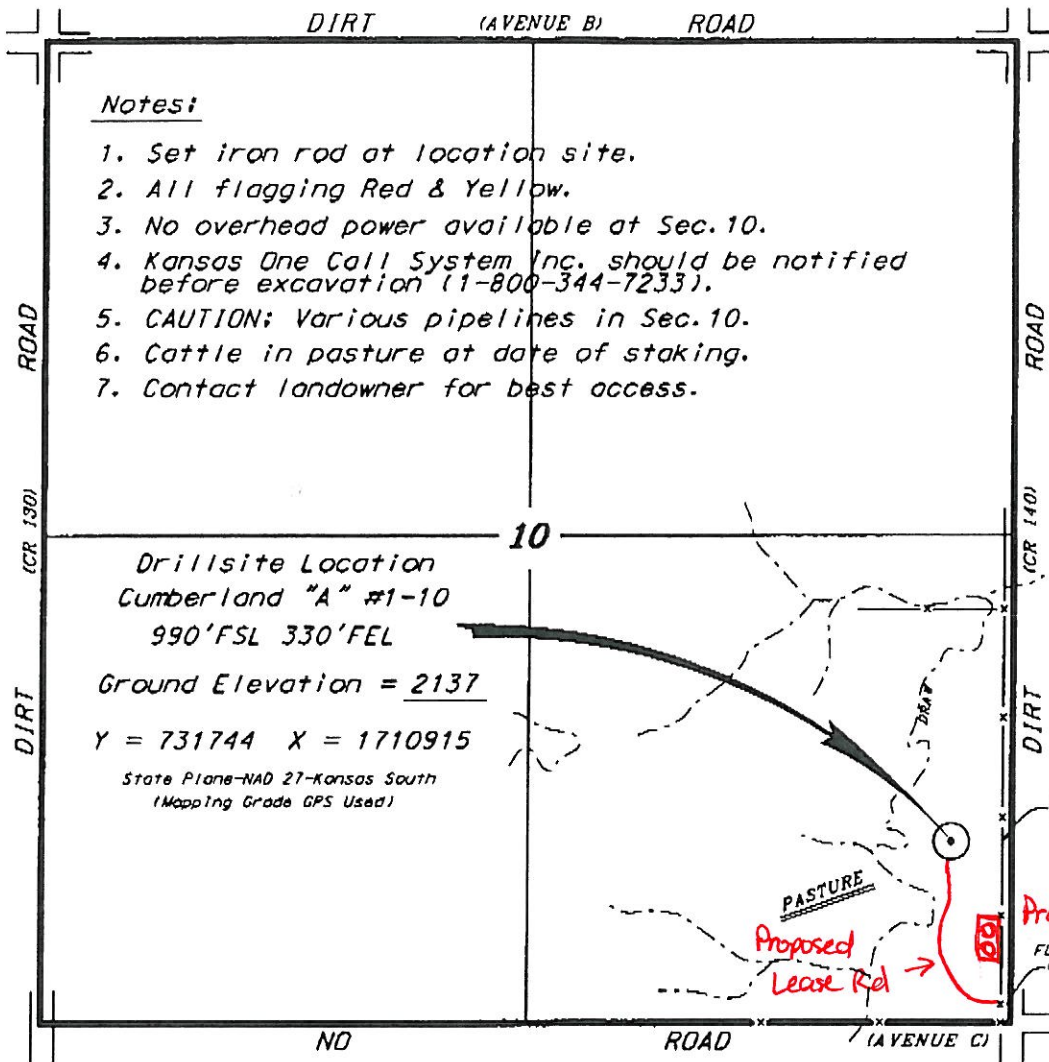 DIRT (AVENUE B) ROAD
Notes:
1. Set iron rod at location site.
2. All flagging Red & Yellow.
3. No overhead power available at Sec.10.
4. Kansas One Call System Inc. should be notified
before excavation (1-800-344-7233).
5. CAUTION: Various pipelines in Sec.10.
6. Cattle in pasture at date of staking.
7. Contact landowner for best access.
ROAD
(CR 130)
DIRT
ROAD
(CR 140)
DIRT
10
Drillsite Location
Cumberland "A" #1-10
990'FSL 330'FEL
Ground Elevation = 2137
Y = 731744 X = 1710915
State Plane-NAD 27-Kansas South
(Mapping Grade GPS Used)
DRAW
PASTURE
Proposed
Lease Rd
NO ROAD (AVENUE C)